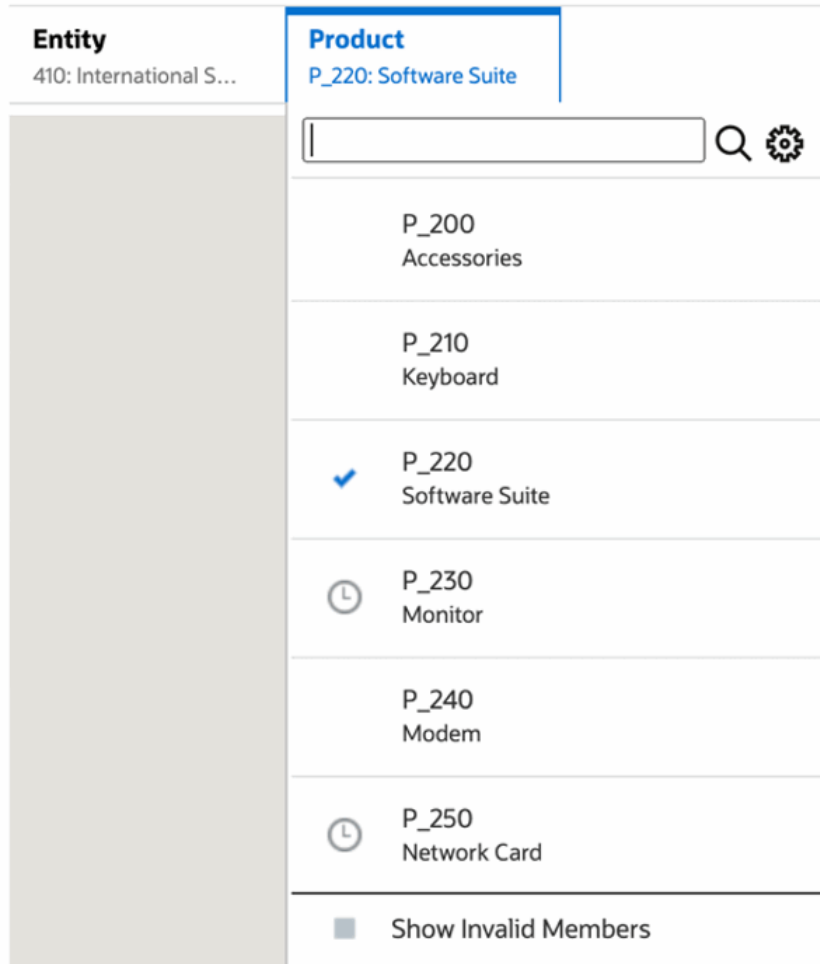 Entity
410: International S...
Product
P_220: Software Suite
P_200
Accessories
P_210
Keyboard
P_220
Software Suite
P_230
Monitor
P_240
Modem
P_250
Network Card
Show Invalid Members